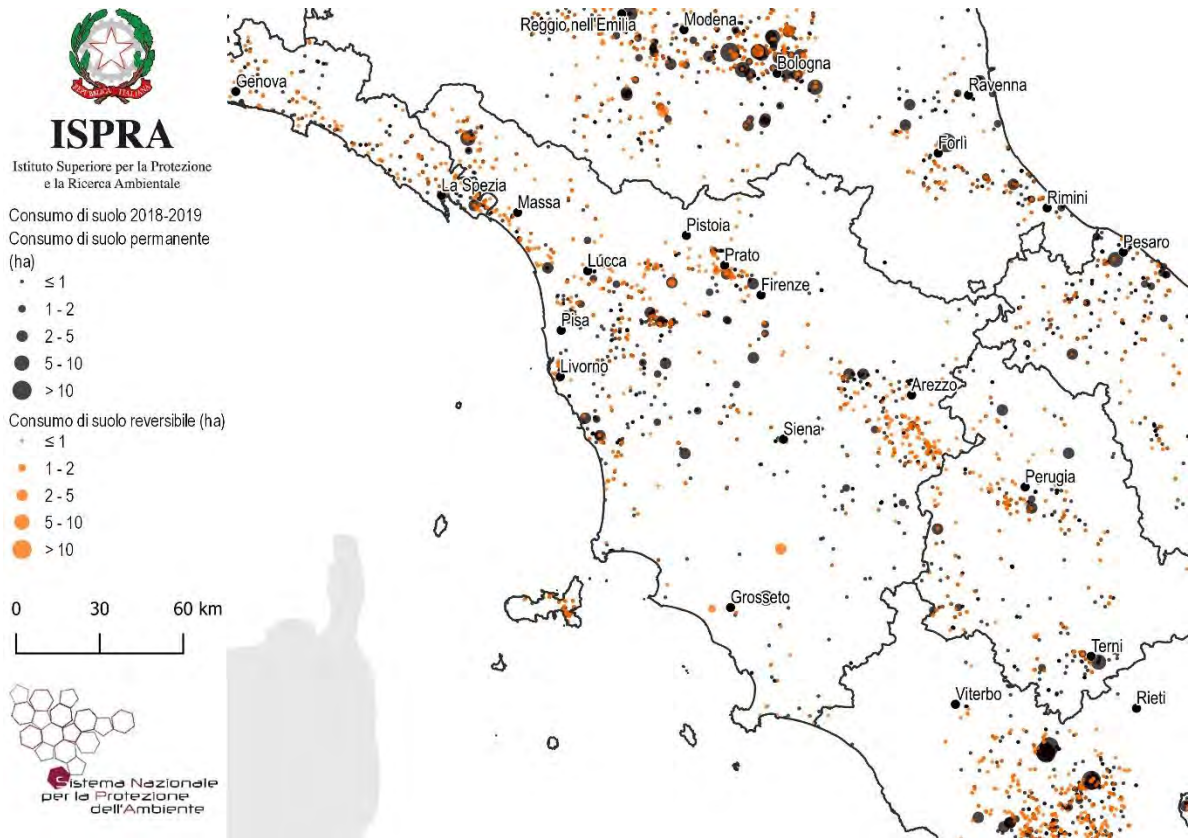 REPVBBLICA ITALIANA
ISPRA
Istituto Superiore per la Protezione
e la Ricerca Ambientale
Consumo di suolo 2018-2019
Consumo di suolo permanente
(ha)
≤ 1
1 - 2
2 - 5
5 - 10
> 10
Consumo di suolo reversibile (ha)
≤ 1
1 - 2
2 - 5
5 - 10
> 10
0 30 60 km
Sistema Nazionale
per la Protezione
dell'Ambiente
Reggio nell'Emilia
Modena
Bologna
Genova
Ravenna
Forlì
La Spezia
Massa
Rimini
Pistoia
Pesaro
Lucca
Prato
Firenze
Pisa
Livorno
Arezzo
Siena
Perugia
Grosseto
Terni
Viterbo
Rieti